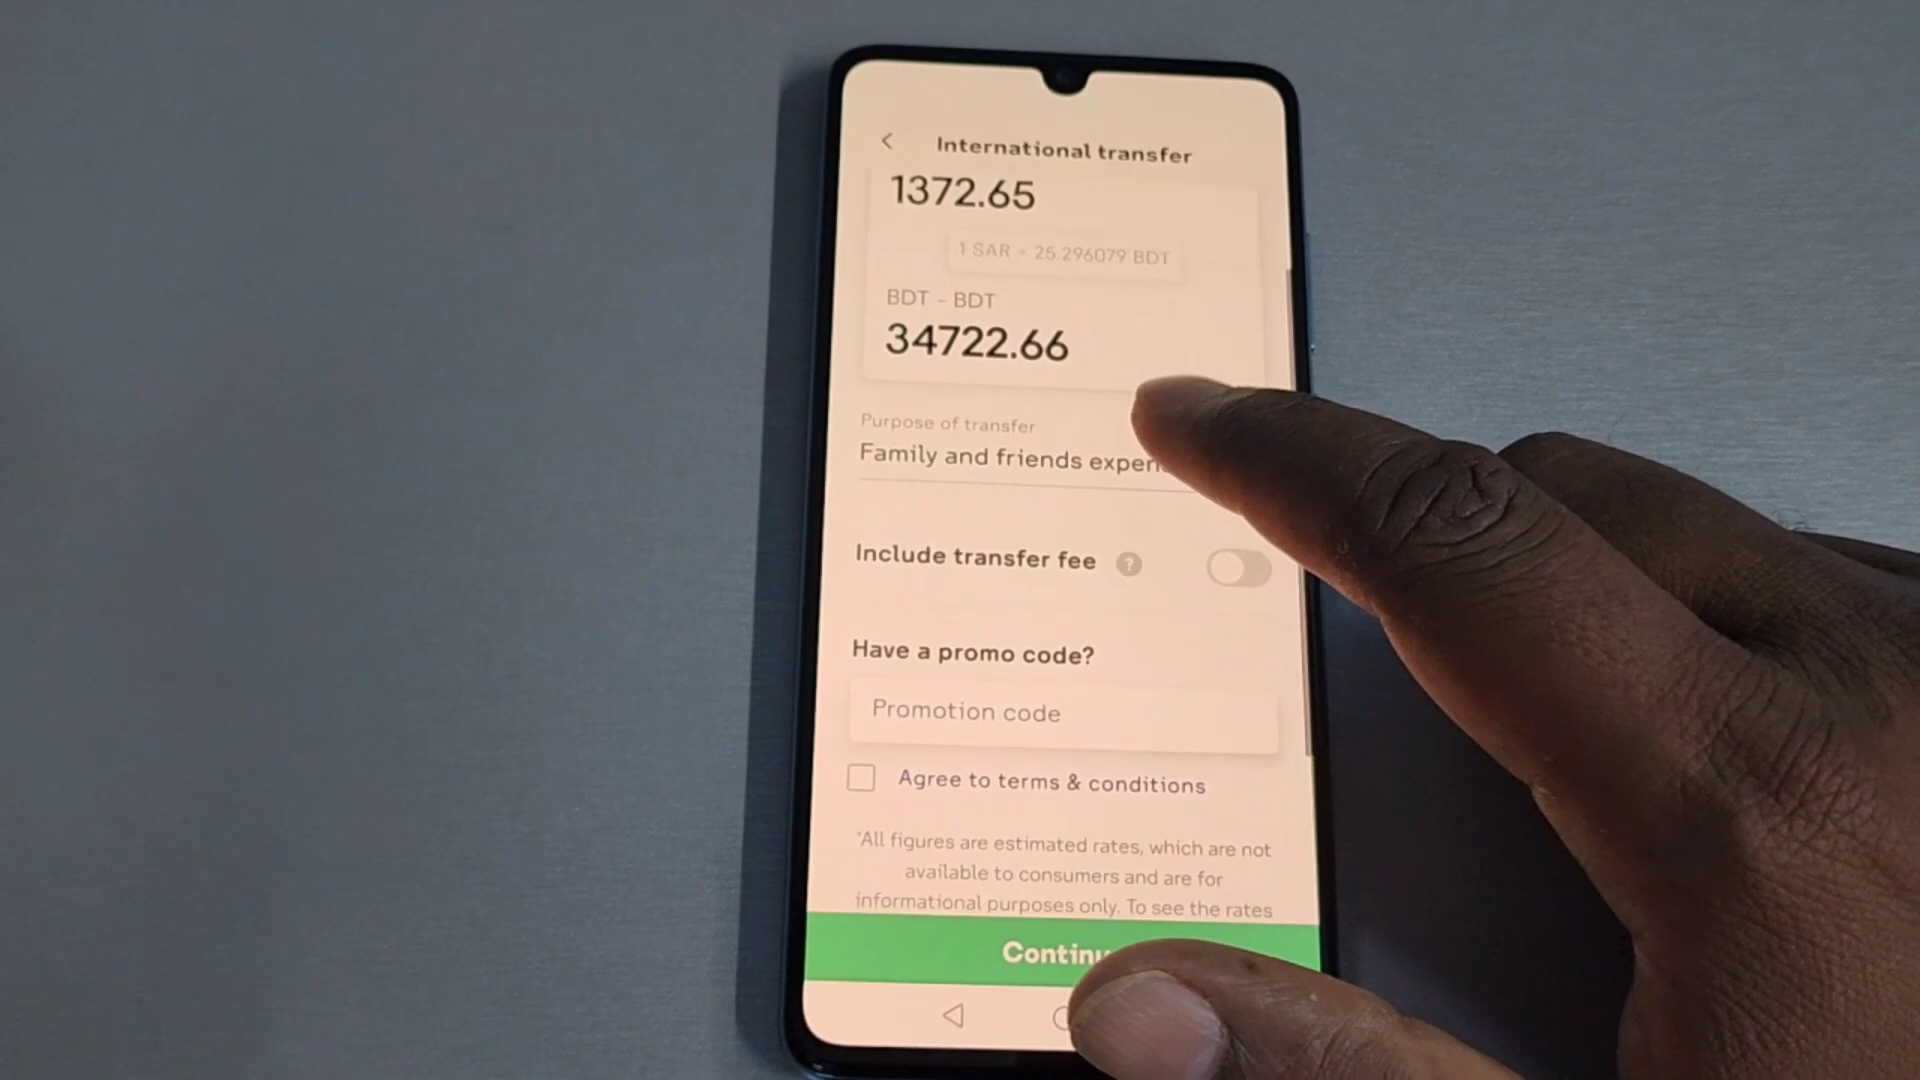 International transfer
1372.65
1 SAR = 25.296079 BDT
BDT - BDT
34722.66
Purpose of transfer
Family and friends
Include transfer fee ?
Have a promo code?
Promotion code
Agree to terms & conditions
*All figures are estimated rates, which are not
available to consumers and are for
informational purposes only. To see the rates